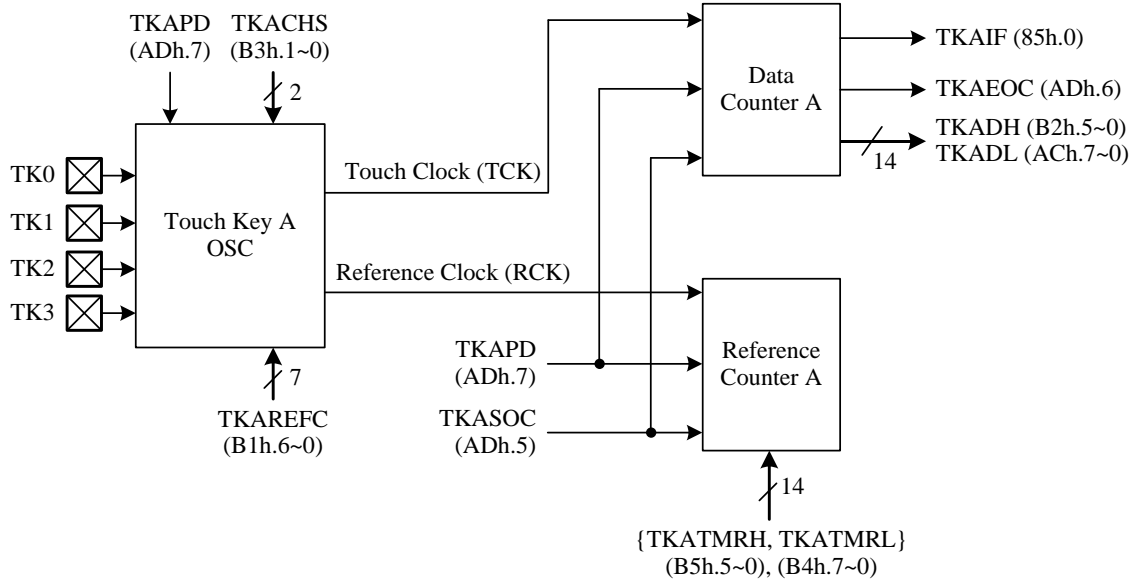 TKAPD
(ADh.7)
TKACHS
(B3h.1~0)
2
TK0
TK1
TK2
TK3
Touch Key A
OSC
7
TKAREFC
(B1h.6~0)
Touch Clock (TCK)
Reference Clock (RCK)
TKAPD
(ADh.7)
TKASOC
(ADh.5)
Data
Counter A
TKAIF (85h.0)
TKAEOC (ADh.6)
14
TKADH (B2h.5~0)
TKADL (ACh.7~0)
Reference
Counter A
14
{TKATMRH, TKATMRL}
(B5h.5~0), (B4h.7~0)